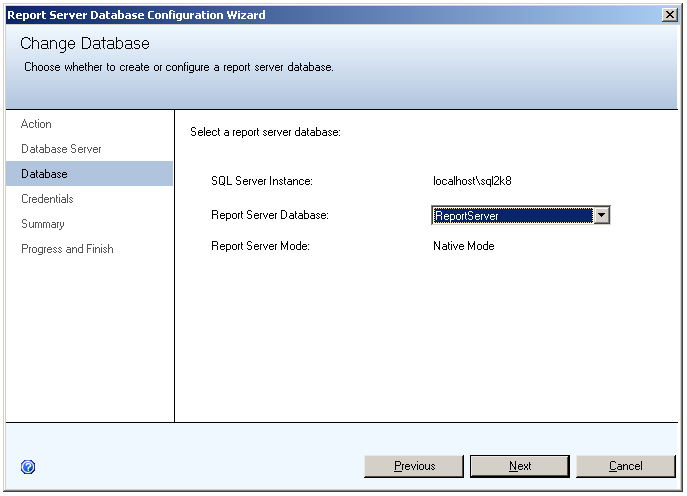 Report Server Database Configuration Wizard
Change Database
Choose whether to create or configure a report server database.
Action
Database Server
Database
Credentials
Summary
Progress and Finish
Select a report server database:
SQL Server Instance: localhost\sql2k8
Report Server Database: ReportServer
Report Server Mode: Native Mode
Previous Next Cancel